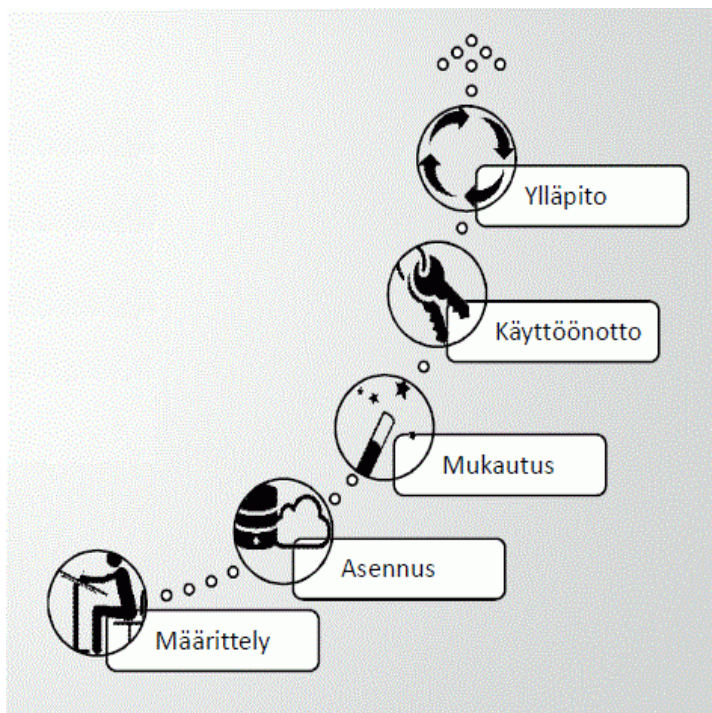 Ylläpito
Käyttöönotto
Mukautus
Asennus
Määrittely